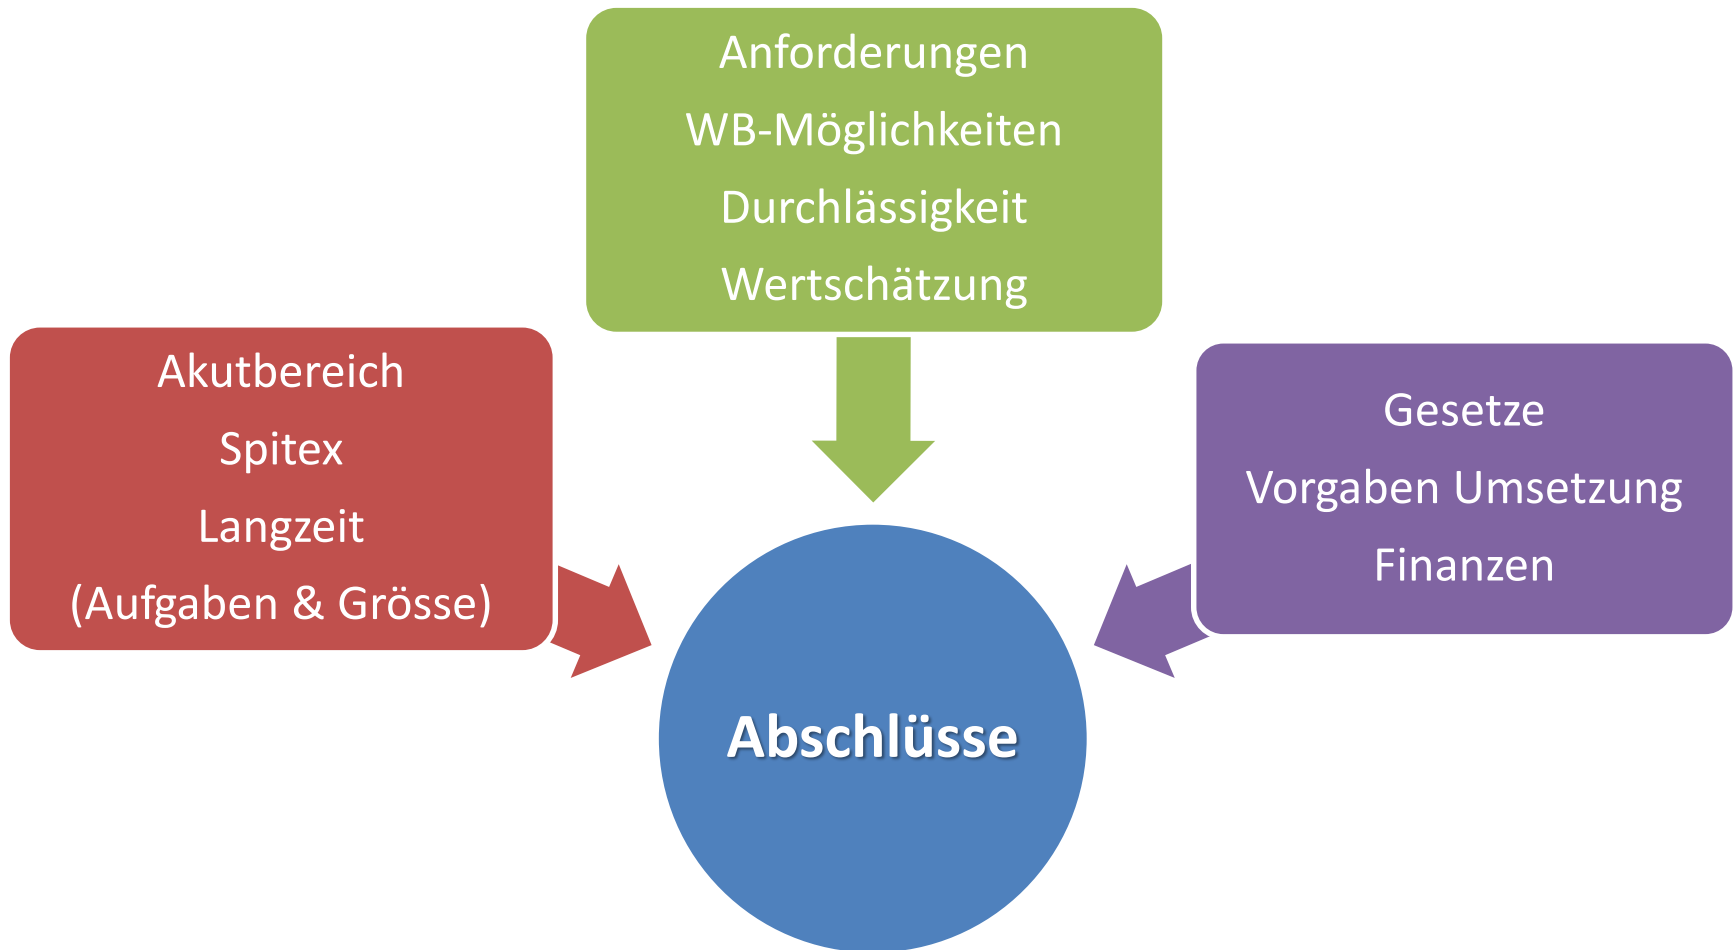 Anforderungen
WB-Möglichkeiten
Durchlässigkeit
Wertschätzung
Akutbereich
Spitex
Langzeit
(Aufgaben & Grösse)
Gesetze
Vorgaben Umsetzung
Finanzen
Abschlüsse